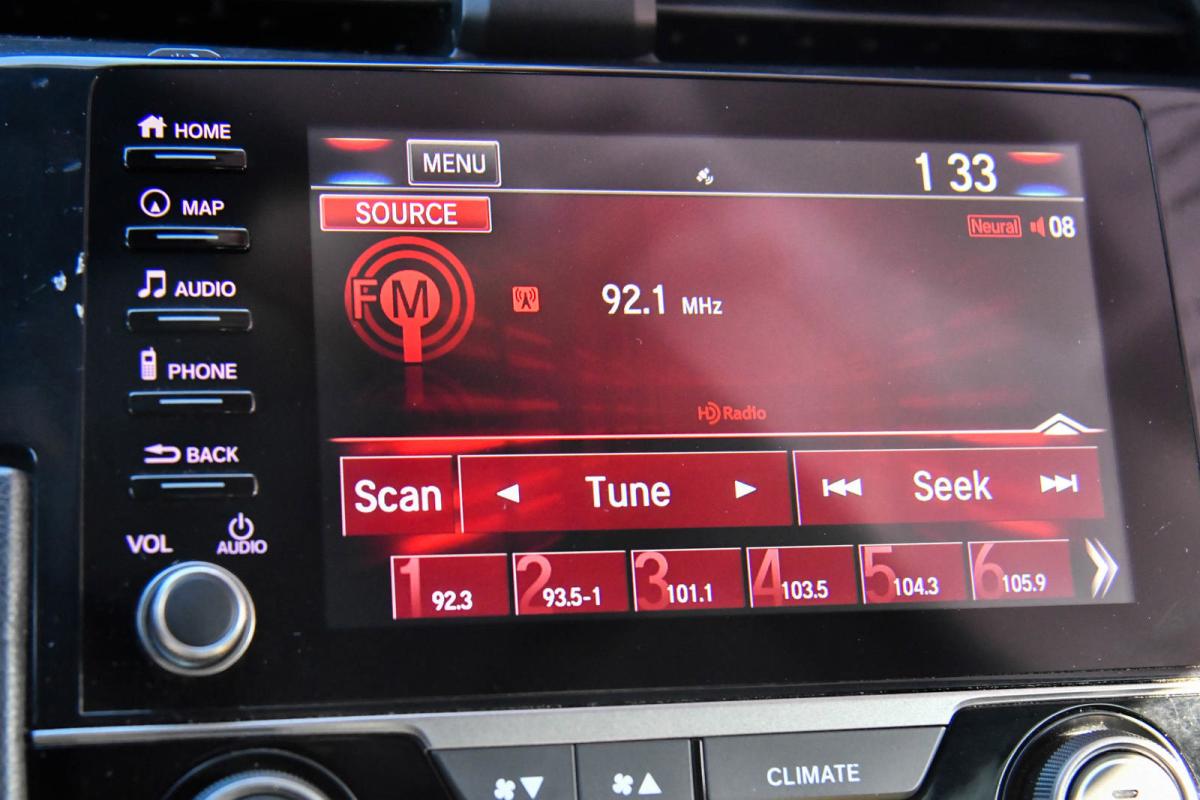 HOME
MAP
AUDIO
PHONE
BACK
VOL
AUDIO
MENU
1 33
SOURCE
Neural 08
FM
92.1 MHz
HD Radio
Scan
Tune
Seek
1 92.3
2 93.5-1
3 101.1
4 103.5
5 104.3
6 105.9
CLIMATE